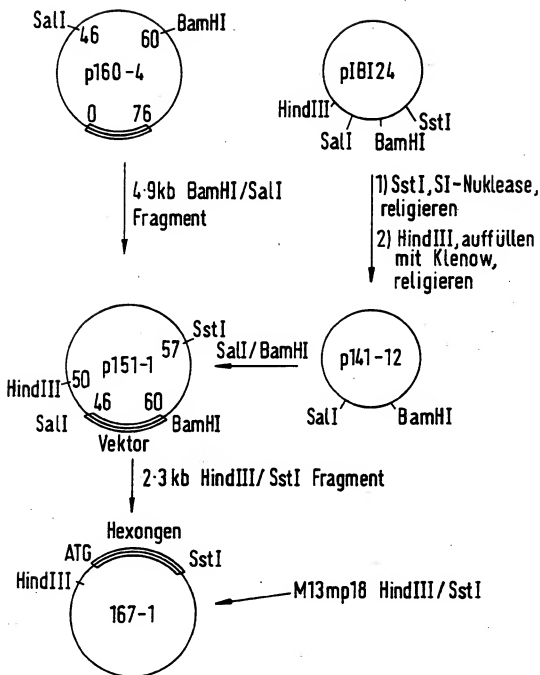 SalI
46
60
BamHI
p160-4
0
76
pIBI24
HindIII
SalI
BamHI
SstI
4·9kb BamHI/SalI
Fragment
1) SstI, SI-Nuklease,
religieren
2) HindIII, auffüllen
mit Klenow,
religieren
SstI
57
p151-1
HindIII
50
46
60
SalI
BamHI
Vektor
SalI/BamHI
p141-12
SalI
BamHI
2·3kb HindIII/SstI Fragment
Hexongen
ATG
SstI
HindIII
167-1
M13mp18 HindIII/SstI